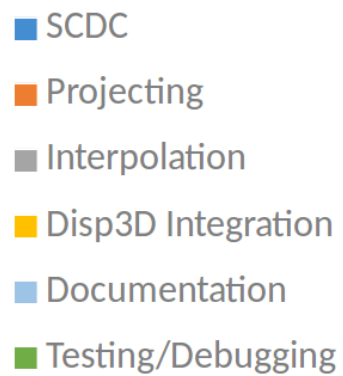 SCDC
Projecting
Interpolation
Disp3D Integration
Documentation
Testing/Debugging